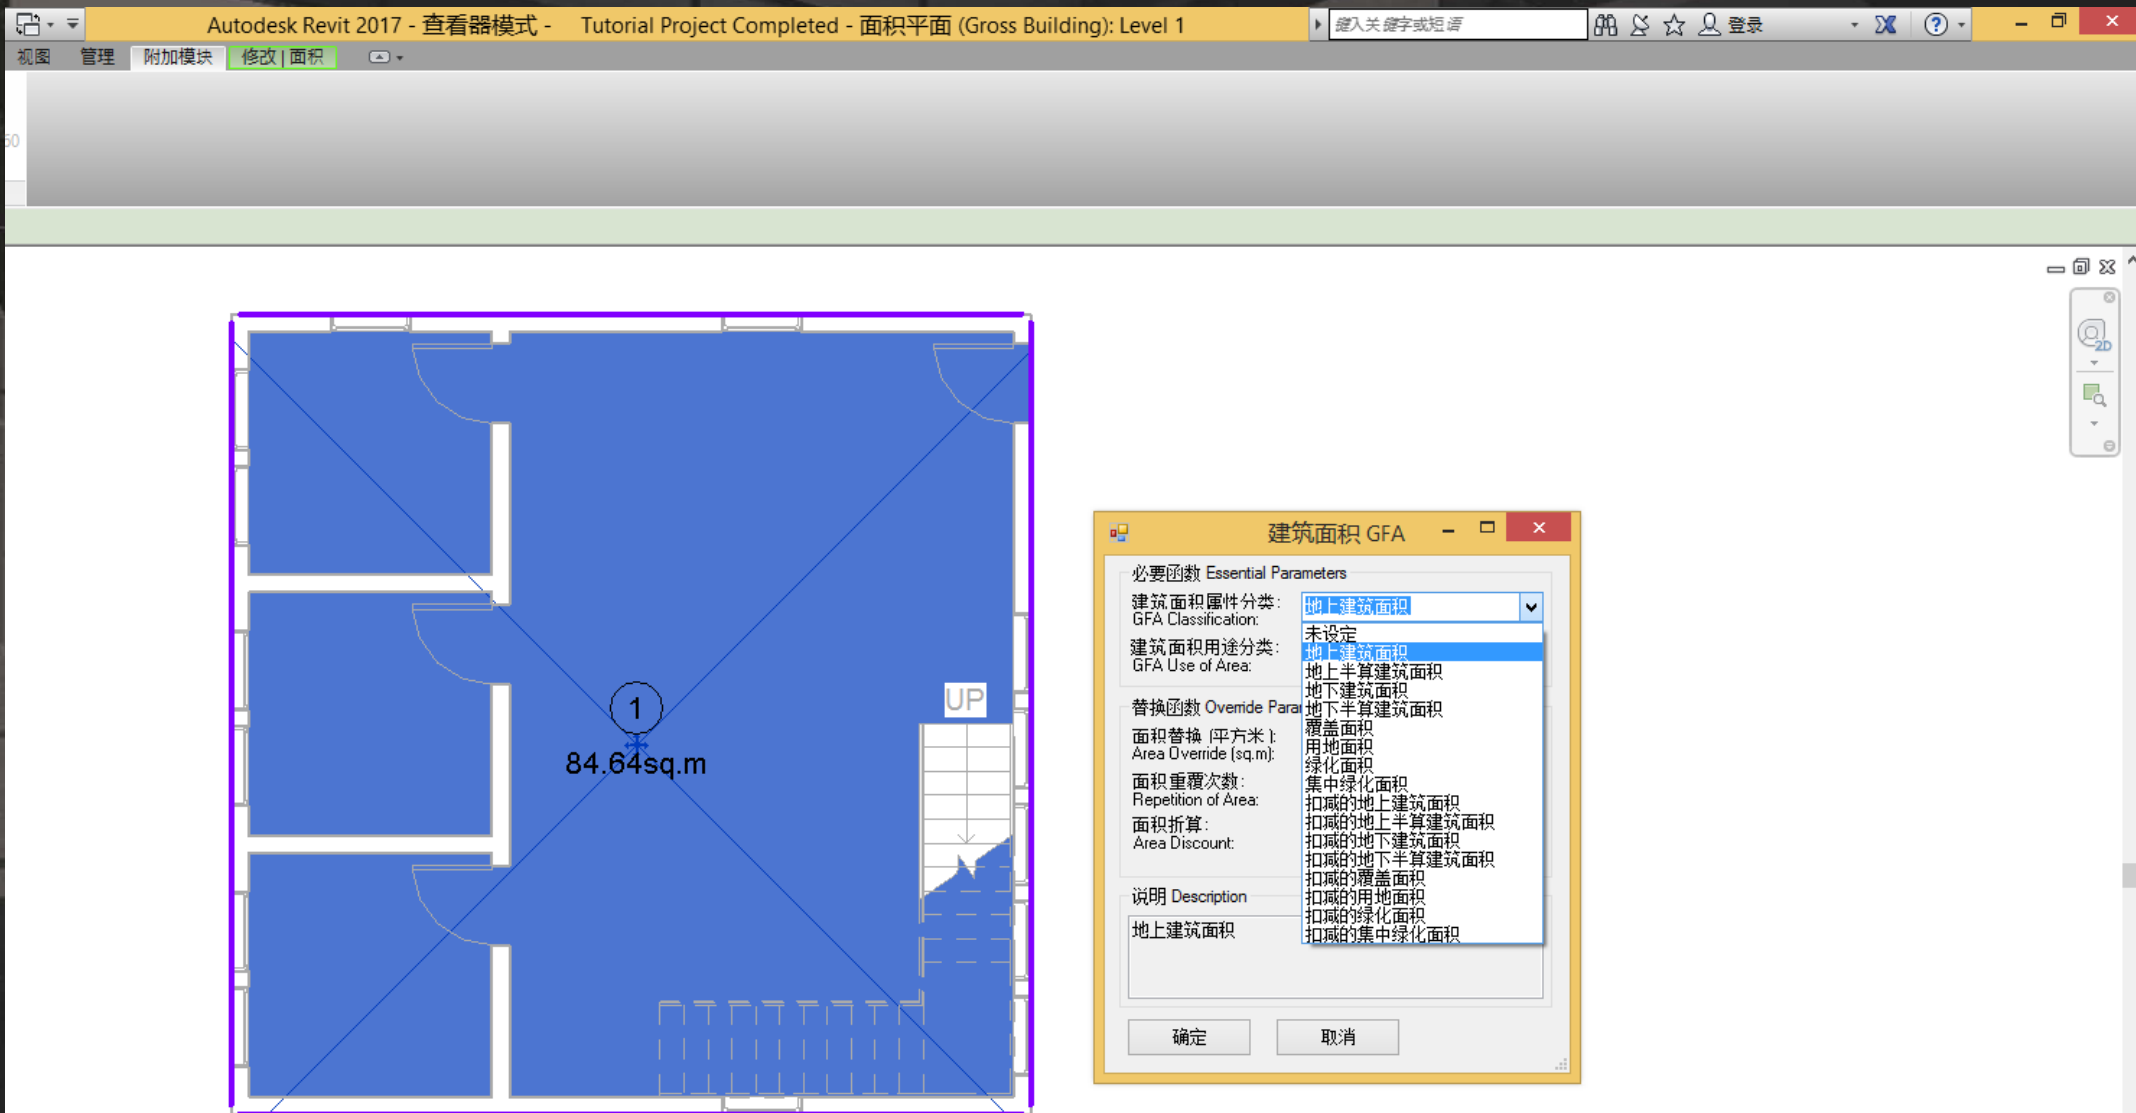 Autodesk Revit 2017 - 查看器模式 - Tutorial Project Completed - 面积平面 (Gross Building): Level 1
键入关键字或短语
登录
视图 管理 附加模块 修改 | 面积
2D
UP
1
84.64sq.m
建筑面积 GFA
必要函数 Essential Parameters
建筑面积属性分类:
GFA Classification:
地上建筑面积
建筑面积用途分类:
GFA Use of Area:
未设定
地上建筑面积
地上半算建筑面积
地下建筑面积
地下半算建筑面积
覆盖面积
用地面积
绿化面积
集中绿化面积
扣减的地上建筑面积
扣减的地上半算建筑面积
扣减的地下建筑面积
扣减的地下半算建筑面积
扣减的覆盖面积
扣减的用地面积
扣减的绿化面积
扣减的集中绿化面积
替换函数 Override Para
面积替换 (平方米):
Area Override (sq.m):
面积重覆次数:
Repetition of Area:
面积折算:
Area Discount:
说明 Description
地上建筑面积
确定 取消